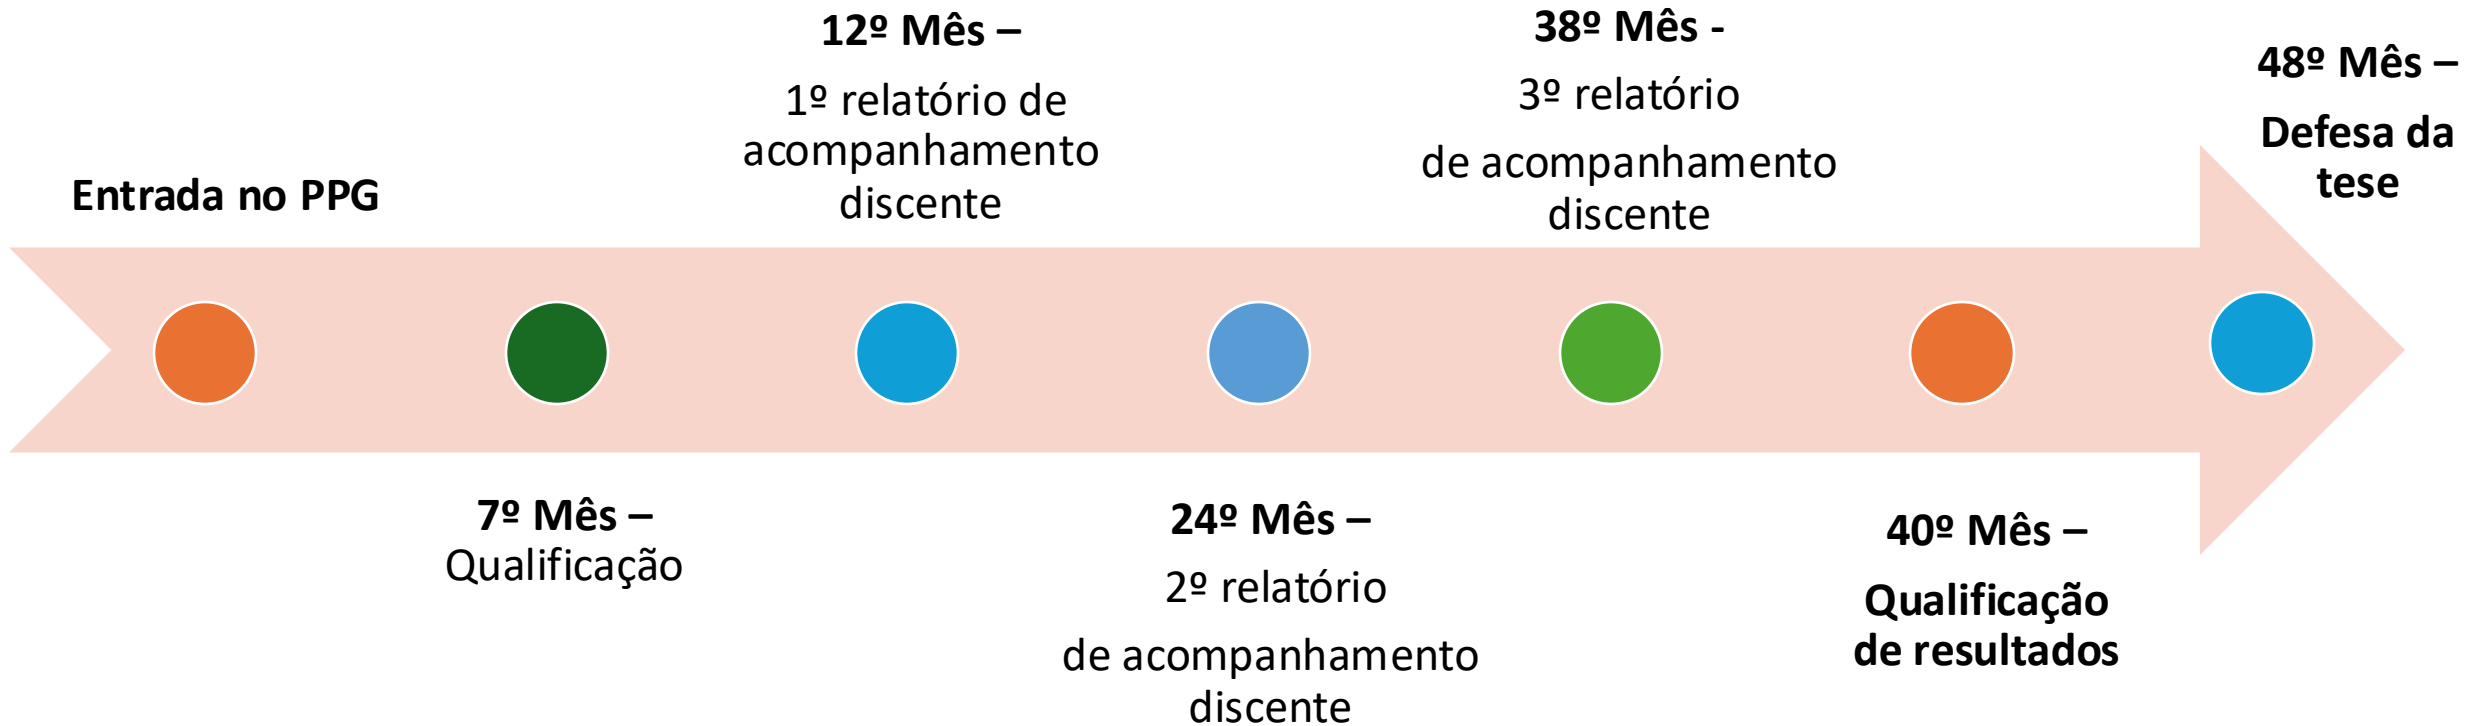 Entrada no PPG
7º Mês –
Qualificação
12º Mês –
1º relatório de
acompanhamento
discente
24º Mês –
2º relatório
de acompanhamento
discente
38º Mês -
3º relatório
de acompanhamento
discente
40º Mês –
Qualificação
de resultados
48º Mês –
Defesa da
tese